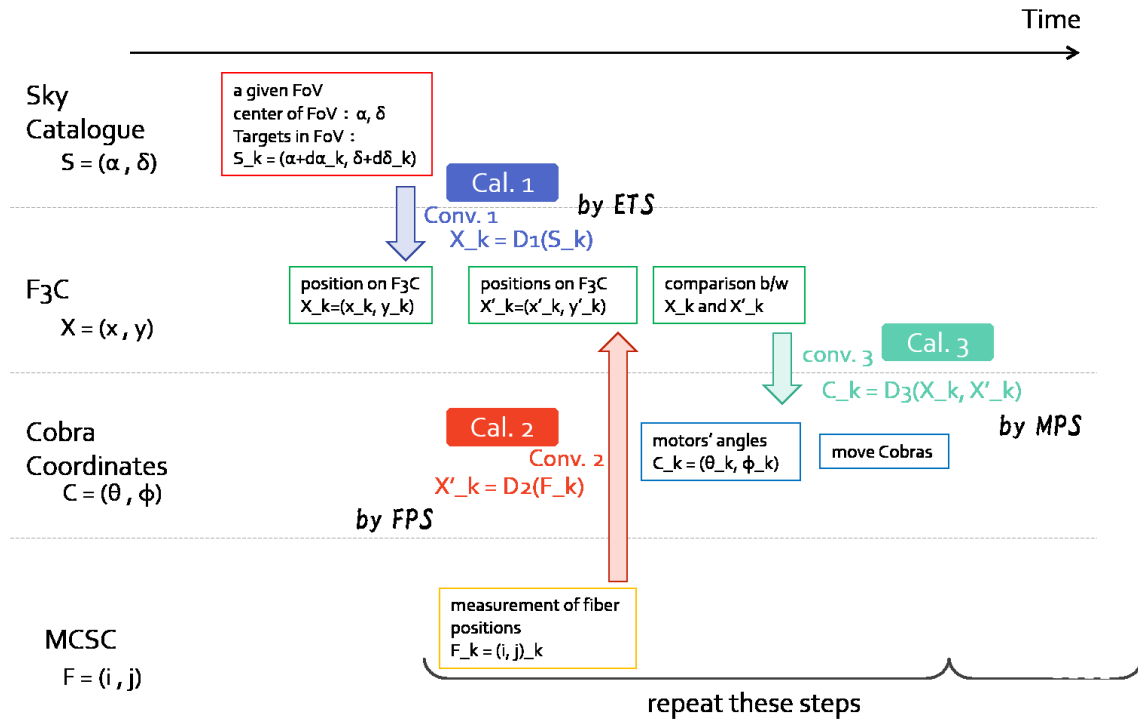 Time
Sky
Catalogue
S = (α , δ)
a given FoV
center of FoV : α, δ
Targets in FoV :
S_k = (α+dα_k, δ+dδ_k)
Cal. 1
by ETS
Conv. 1
X_k = D1(S_k)
F3C
X = (x , y)
position on F3C
X_k=(x_k, y_k)
positions on F3C
X’_k=(x’_k, y’_k)
comparison b/w
X_k and X’_k
Cal. 3
conv. 3
C_k = D3(X_k, X’_k)
by MPS
Cobra
Coordinates
C = (θ , ϕ)
Cal. 2
Conv. 2
X’_k = D2(F_k)
by FPS
motors’ angles
C_k = (θ_k, ϕ_k)
move Cobras
MCSC
F = (i , j)
measurement of fiber
positions
F_k = (i, j)_k
repeat these steps